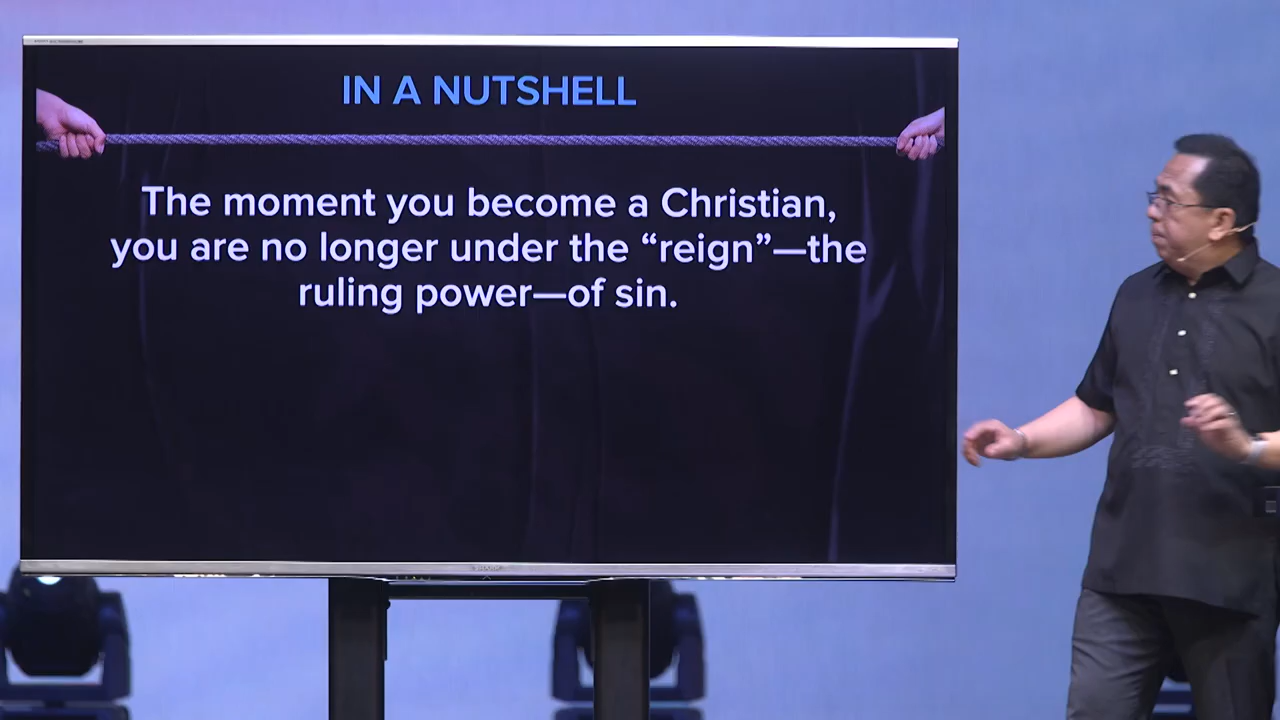 IN A NUTSHELL
The moment you become a Christian,
you are no longer under the “reign”—the
ruling power—of sin.